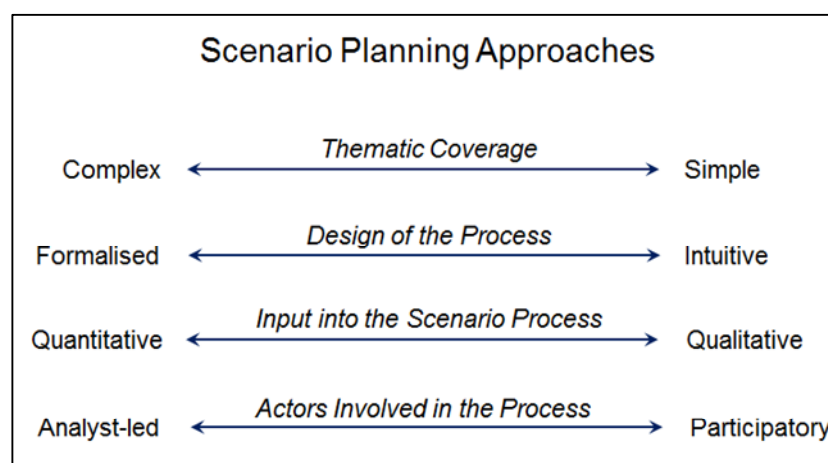 Scenario Planning Approaches
Thematic Coverage
Complex Simple
Design of the Process
Formalised Intuitive
Input into the Scenario Process
Quantitative Qualitative
Actors Involved in the Process
Analyst-led Participatory